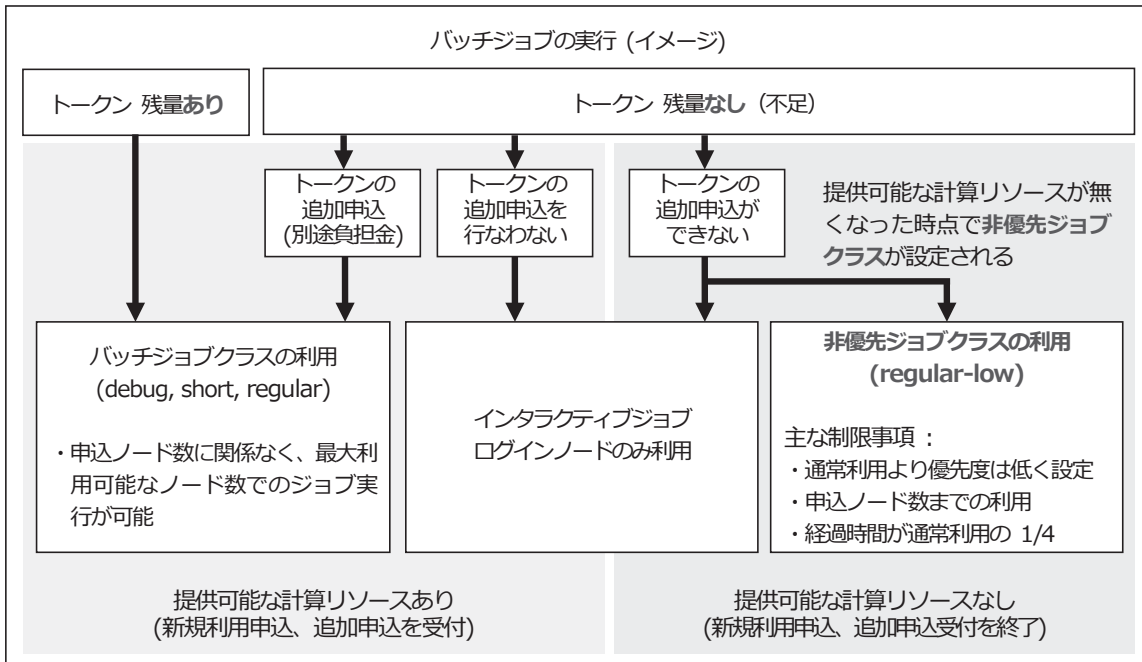 バッチジョブの実行 (イメージ)
トークン 残量あり
トークン 残量なし（不足）
トークンの
追加申込
(別途負担金)
トークンの
追加申込を
行なわない
トークンの
追加申込が
できない
提供可能な計算リソースが無
くなった時点で非優先ジョブ
クラスが設定される
バッチジョブクラスの利用
(debug, short, regular)
・申込ノード数に関係なく、最大利
用可能なノード数でのジョブ実
行が可能
インタラクティブジョブ
ログインノードのみ利用
非優先ジョブクラスの利用
(regular-low)
主な制限事項：
・通常利用より優先度は低く設定
・申込ノード数までの利用
・経過時間が通常利用の 1/4
提供可能な計算リソースあり
(新規利用申込、追加申込を受付)
提供可能な計算リソースなし
(新規利用申込、追加申込受付を終了)